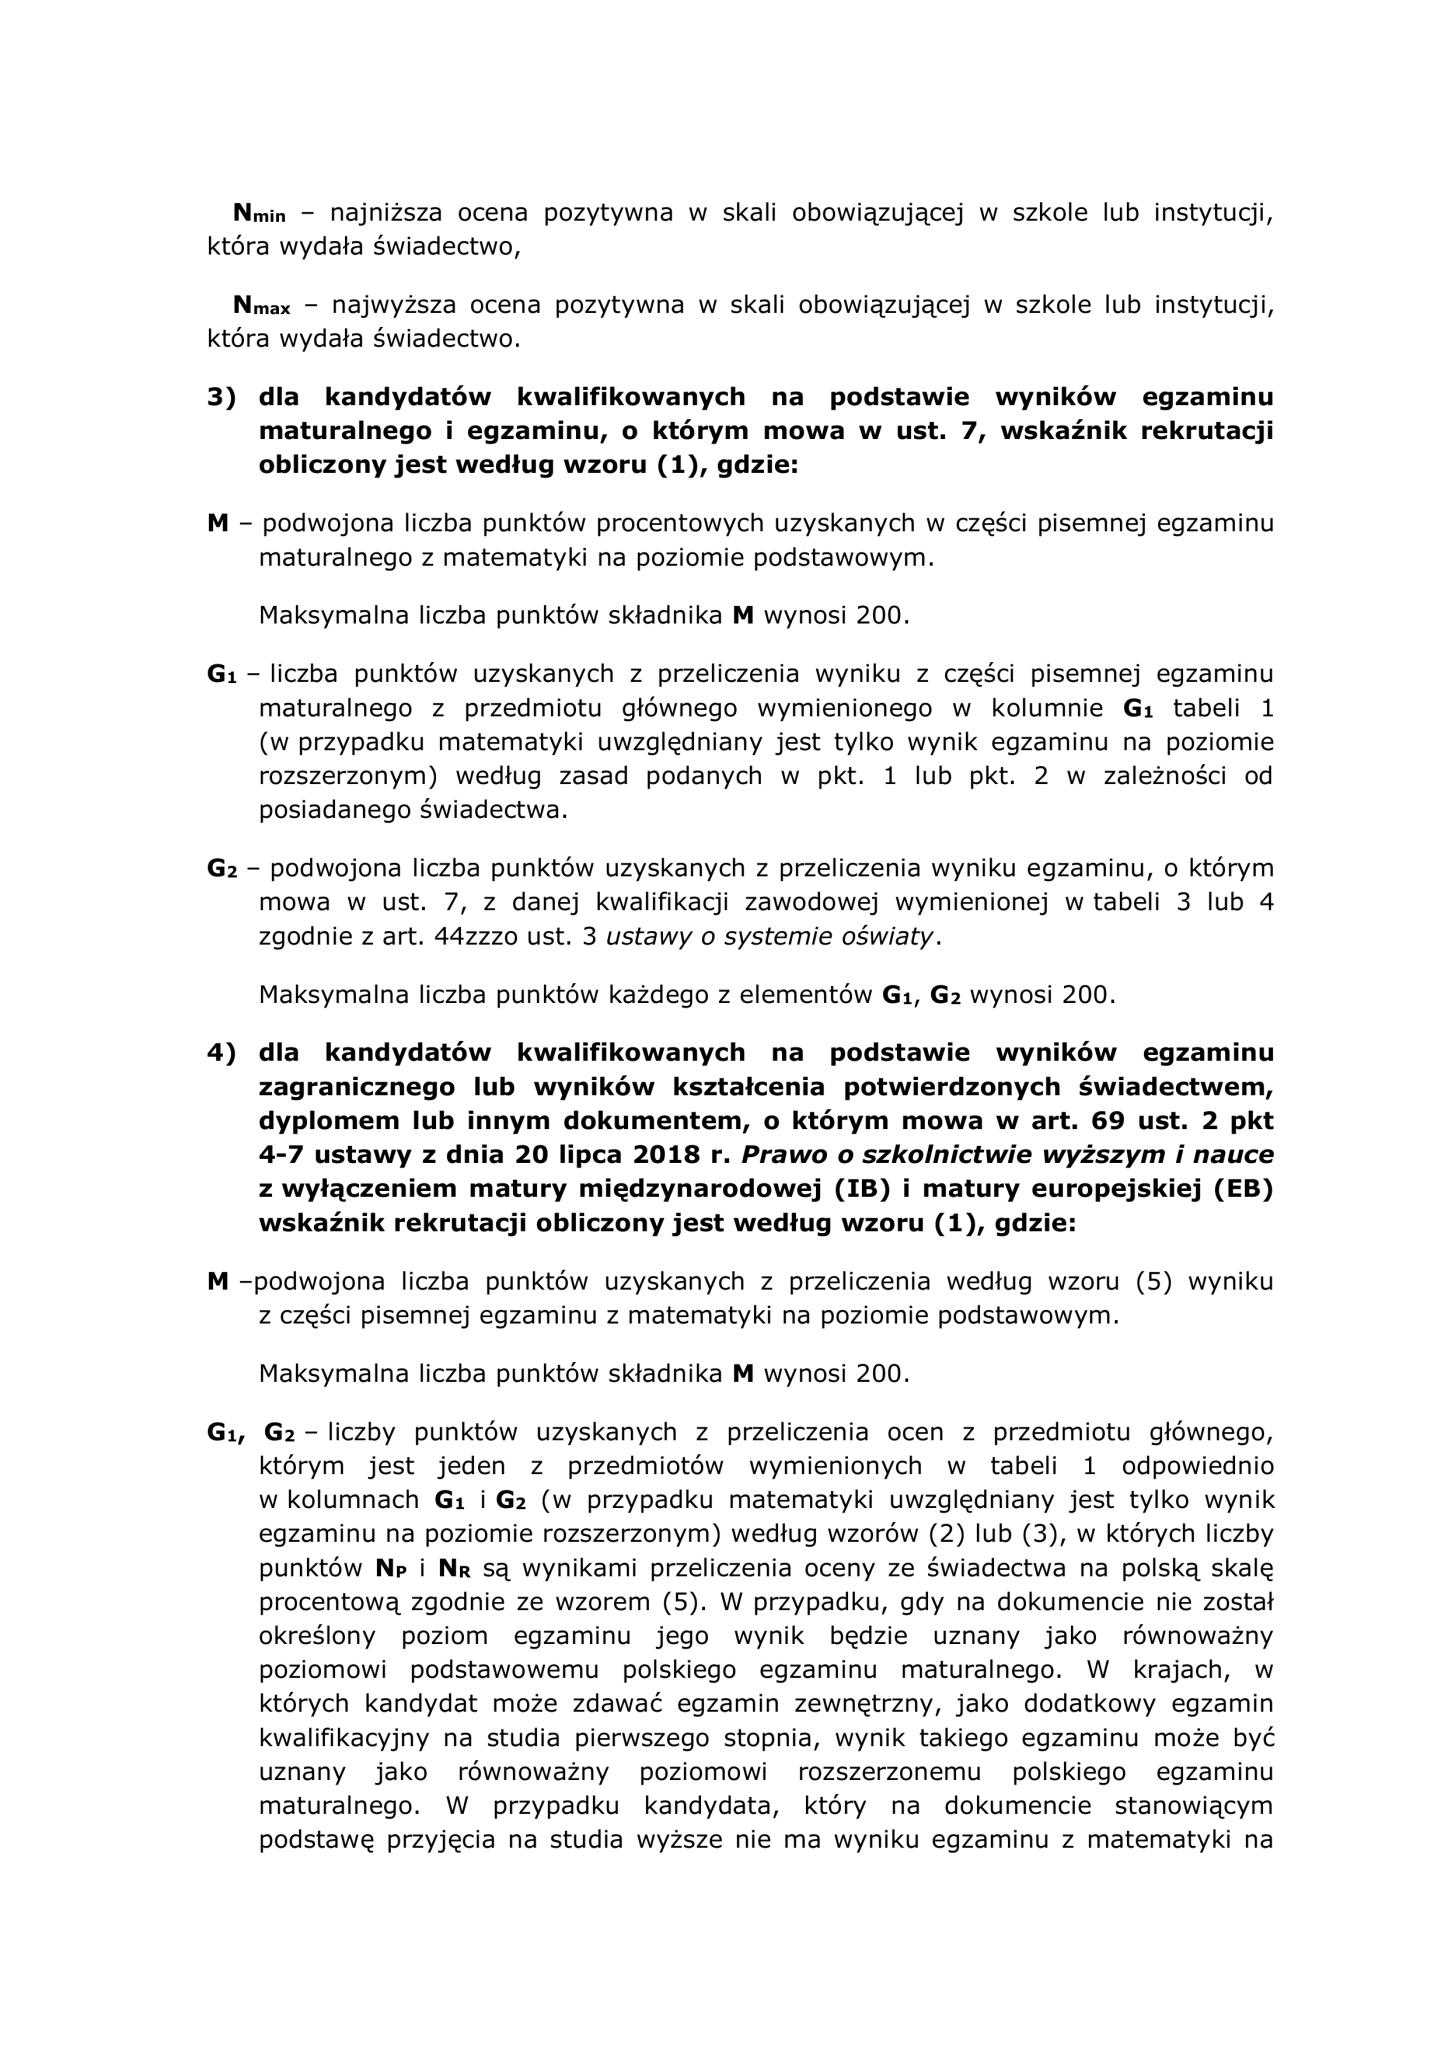 Nmin – najniższa ocena pozytywna w skali obowiązującej w szkole lub instytucji,
która wydała świadectwo,
Nmax – najwyższa ocena pozytywna w skali obowiązującej w szkole lub instytucji,
która wydała świadectwo.
3) dla kandydatów kwalifikowanych na podstawie wyników egzaminu
maturalnego i egzaminu, o którym mowa w ust. 7, wskaźnik rekrutacji
obliczony jest według wzoru (1), gdzie:
M – podwojona liczba punktów procentowych uzyskanych w części pisemnej egzaminu
maturalnego z matematyki na poziomie podstawowym.
Maksymalna liczba punktów składnika M wynosi 200.
G1 – liczba punktów uzyskanych z przeliczenia wyniku z części pisemnej egzaminu
maturalnego z przedmiotu głównego wymienionego w kolumnie G1 tabeli 1
(w przypadku matematyki uwzględniany jest tylko wynik egzaminu na poziomie
rozszerzonym) według zasad podanych w pkt. 1 lub pkt. 2 w zależności od
posiadanego świadectwa.
G2 – podwojona liczba punktów uzyskanych z przeliczenia wyniku egzaminu, o którym
mowa w ust. 7, z danej kwalifikacji zawodowej wymienionej w tabeli 3 lub 4
zgodnie z art. 44zzzo ust. 3 ustawy o systemie oświaty.
Maksymalna liczba punktów każdego z elementów G1, G2 wynosi 200.
4) dla kandydatów kwalifikowanych na podstawie wyników egzaminu
zagranicznego lub wyników kształcenia potwierdzonych świadectwem,
dyplomem lub innym dokumentem, o którym mowa w art. 69 ust. 2 pkt
4-7 ustawy z dnia 20 lipca 2018 r. Prawo o szkolnictwie wyższym i nauce
z wyłączeniem matury międzynarodowej (IB) i matury europejskiej (EB)
wskaźnik rekrutacji obliczony jest według wzoru (1), gdzie:
M –podwojona liczba punktów uzyskanych z przeliczenia według wzoru (5) wyniku
z części pisemnej egzaminu z matematyki na poziomie podstawowym.
Maksymalna liczba punktów składnika M wynosi 200.
G1, G2 – liczby punktów uzyskanych z przeliczenia ocen z przedmiotu głównego,
którym jest jeden z przedmiotów wymienionych w tabeli 1 odpowiednio
w kolumnach G1 i G2 (w przypadku matematyki uwzględniany jest tylko wynik
egzaminu na poziomie rozszerzonym) według wzorów (2) lub (3), w których liczby
punktów NP i NR są wynikami przeliczenia oceny ze świadectwa na polską skalę
procentową zgodnie ze wzorem (5). W przypadku, gdy na dokumencie nie został
określony poziom egzaminu jego wynik będzie uznany jako równoważny
poziomowi podstawowemu polskiego egzaminu maturalnego. W krajach, w
których kandydat może zdawać egzamin zewnętrzny, jako dodatkowy egzamin
kwalifikacyjny na studia pierwszego stopnia, wynik takiego egzaminu może być
uznany jako równoważny poziomowi rozszerzonemu polskiego egzaminu
maturalnego. W przypadku kandydata, który na dokumencie stanowiącym
podstawę przyjęcia na studia wyższe nie ma wyniku egzaminu z matematyki na